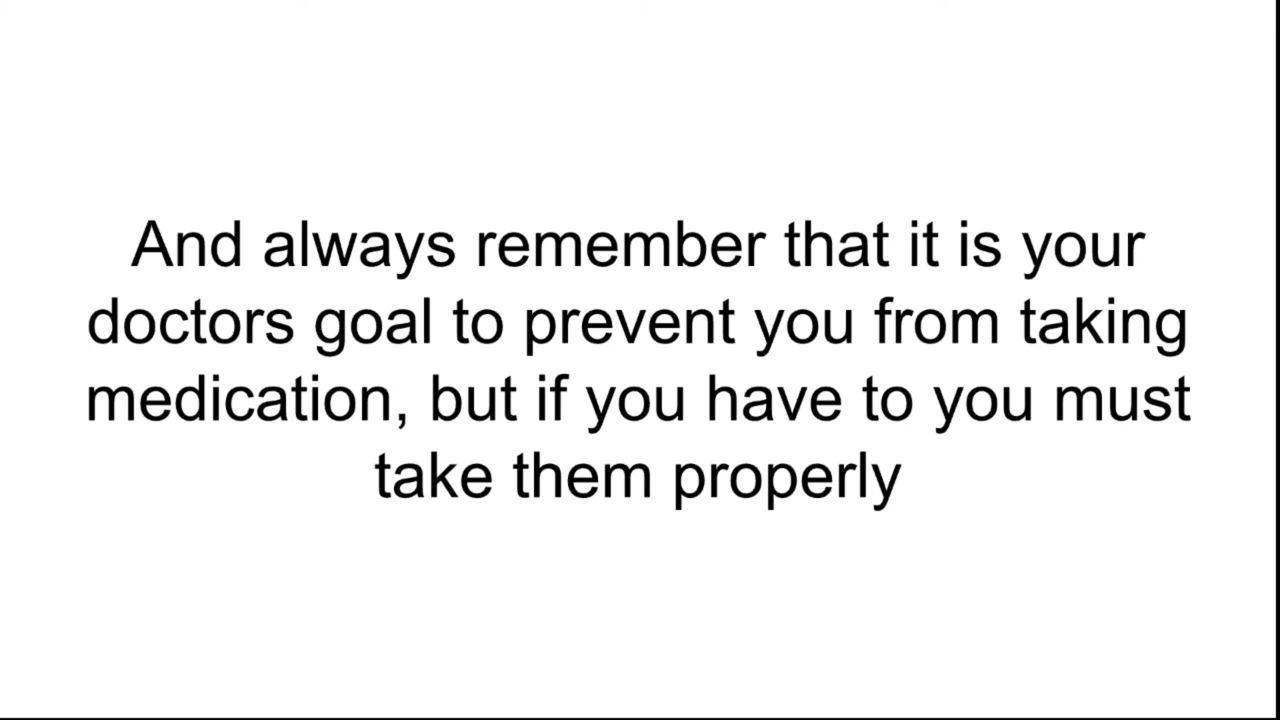 And always remember that it is your
doctors goal to prevent you from taking
medication, but if you have to you must
take them properly